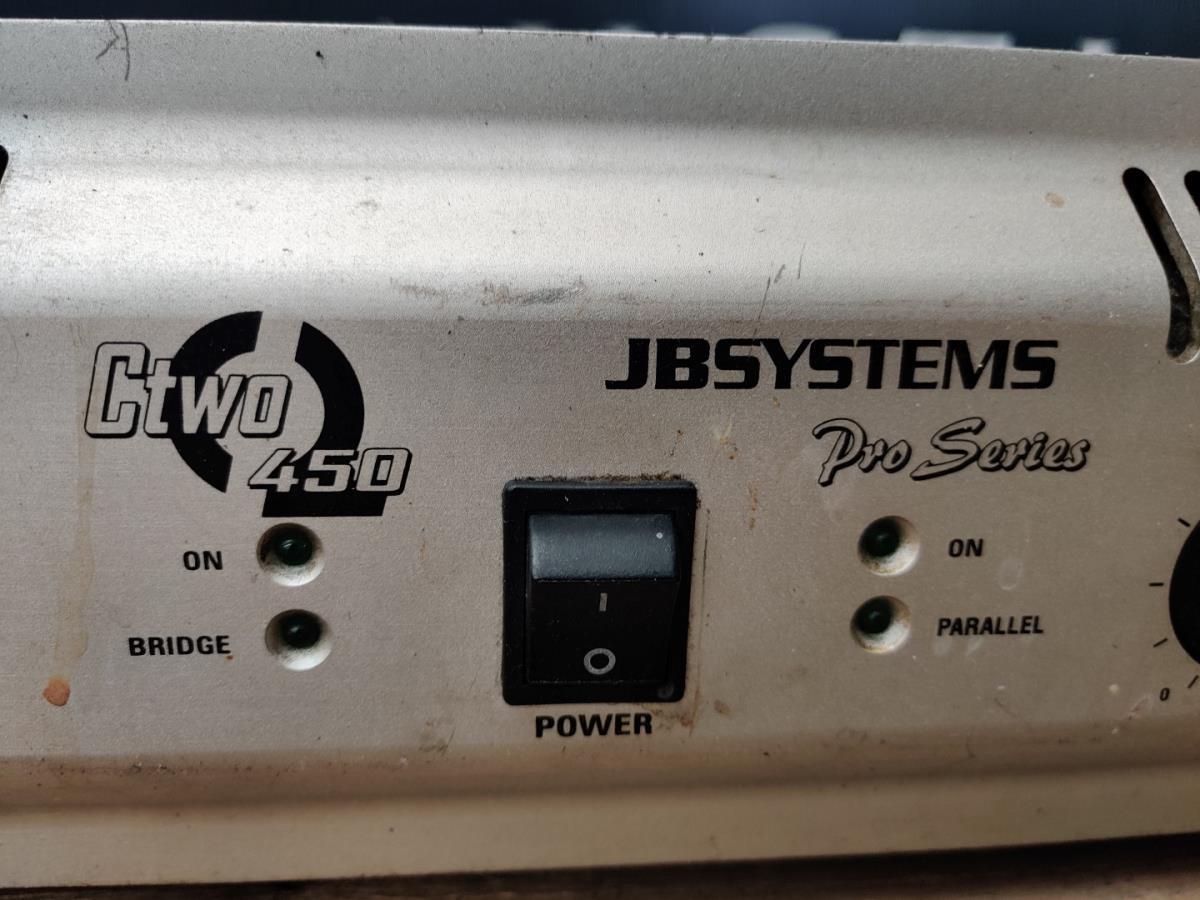 Ctwo
450
JBSYSTEMS
Pro Series
ON
BRIDGE
I
O
POWER
ON
PARALLEL
0